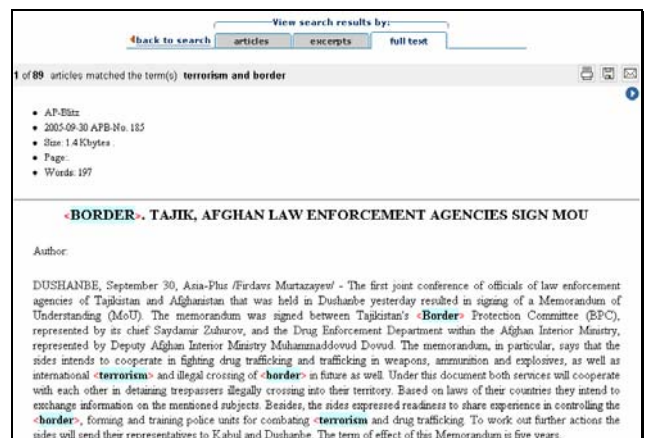 View search results by:
back to search articles excerpts full text
1 of 89 articles matched the term(s) terrorism and border
• AP-Blitz
• 2005-09-30 APB-No. 185
• Size: 1.4 Kbytes .
• Page:.
• Words: 197
<BORDER>. TAJIK, AFGHAN LAW ENFORCEMENT AGENCIES SIGN MOU
Author:
DUSHANBE, September 30, Asia-Plus /Firdavs Murtazayev/ - The first joint conference of officials of law enforcement
agencies of Tajikistan and Afghanistan that was held in Dushanbe yesterday resulted in signing of a Memorandum of
Understanding (MoU). The memorandum was signed between Tajikistan's <Border> Protection Committee (BPC),
represented by its chief Saydamir Zuhurov, and the Drug Enforcement Department within the Afghan Interior Ministry,
represented by Deputy Afghan Interior Ministry Muhammaddovud Dovud. The memorandum, in particular, says that the
sides intends to cooperate in fighting drug trafficking and trafficking in weapons, ammunition and explosives, as well as
international <terrorism> and illegal crossing of <border> in future as well. Under this document both services will cooperate
with each other in detaining trespassers illegally crossing into their territory. Based on laws of their countries they intend to
exchange information on the mentioned subjects. Besides, the sides expressed readiness to share experience in controlling the
<border>, forming and training police units for combating <terrorism and drug trafficking. To work out further actions the
sides will send their representatives to Kabul and Dushanbe. The term of effect of this Memorandum is five years.